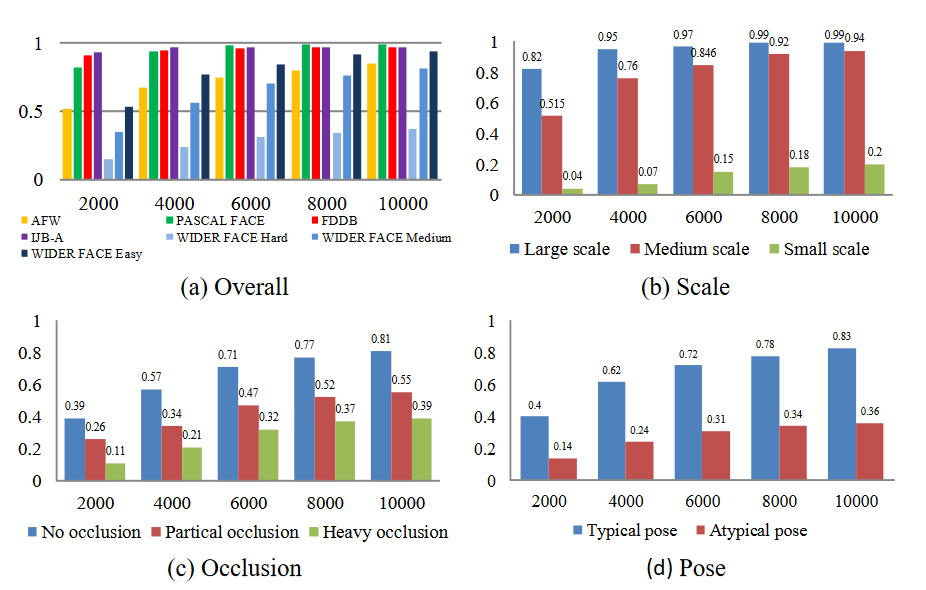 1
0.5
0
2000 4000 6000 8000 10000
AFW PASCAL FACE FDDB
IJB-A WIDER FACE Hard WIDER FACE Medium
WIDER FACE Easy
(a) Overall
1
0.8
0.6
0.4
0.2
0
0.82 0.515 0.04
0.95 0.76 0.07
0.97 0.846 0.15
0.99 0.92 0.18
0.99 0.94 0.2
2000 4000 6000 8000 10000
Large scale Medium scale Small scale
(b) Scale
1
0.8
0.6
0.4
0.2
0
0.39 0.26 0.11
0.57 0.34 0.21
0.71 0.47 0.32
0.77 0.52 0.37
0.81 0.55 0.39
2000 4000 6000 8000 10000
No occlusion Partical occlusion Heavy occlusion
(c) Occlusion
1
0.8
0.6
0.4
0.2
0
0.4 0.14
0.62 0.24
0.72 0.31
0.78 0.34
0.83 0.36
2000 4000 6000 8000 10000
Typical pose Atypical pose
(d) Pose